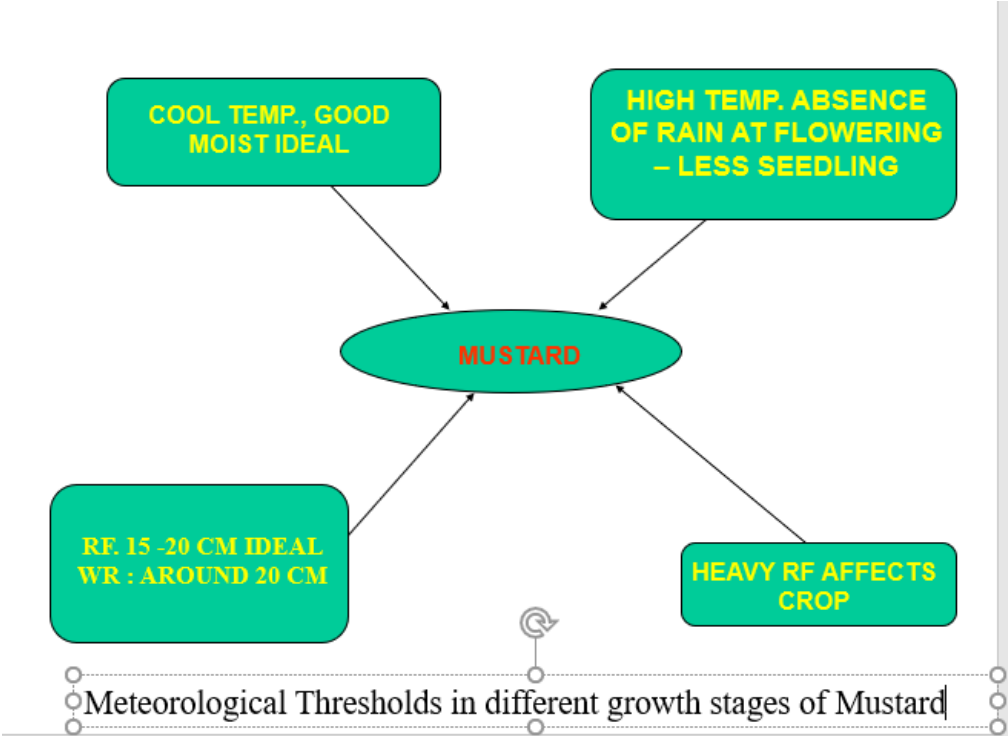 COOL TEMP., GOOD
MOIST IDEAL
HIGH TEMP. ABSENCE
OF RAIN AT FLOWERING
– LESS SEEDLING
MUSTARD
RF. 15 -20 CM IDEAL
WR : AROUND 20 CM
HEAVY RF AFFECTS
CROP
Meteorological Thresholds in different growth stages of Mustard